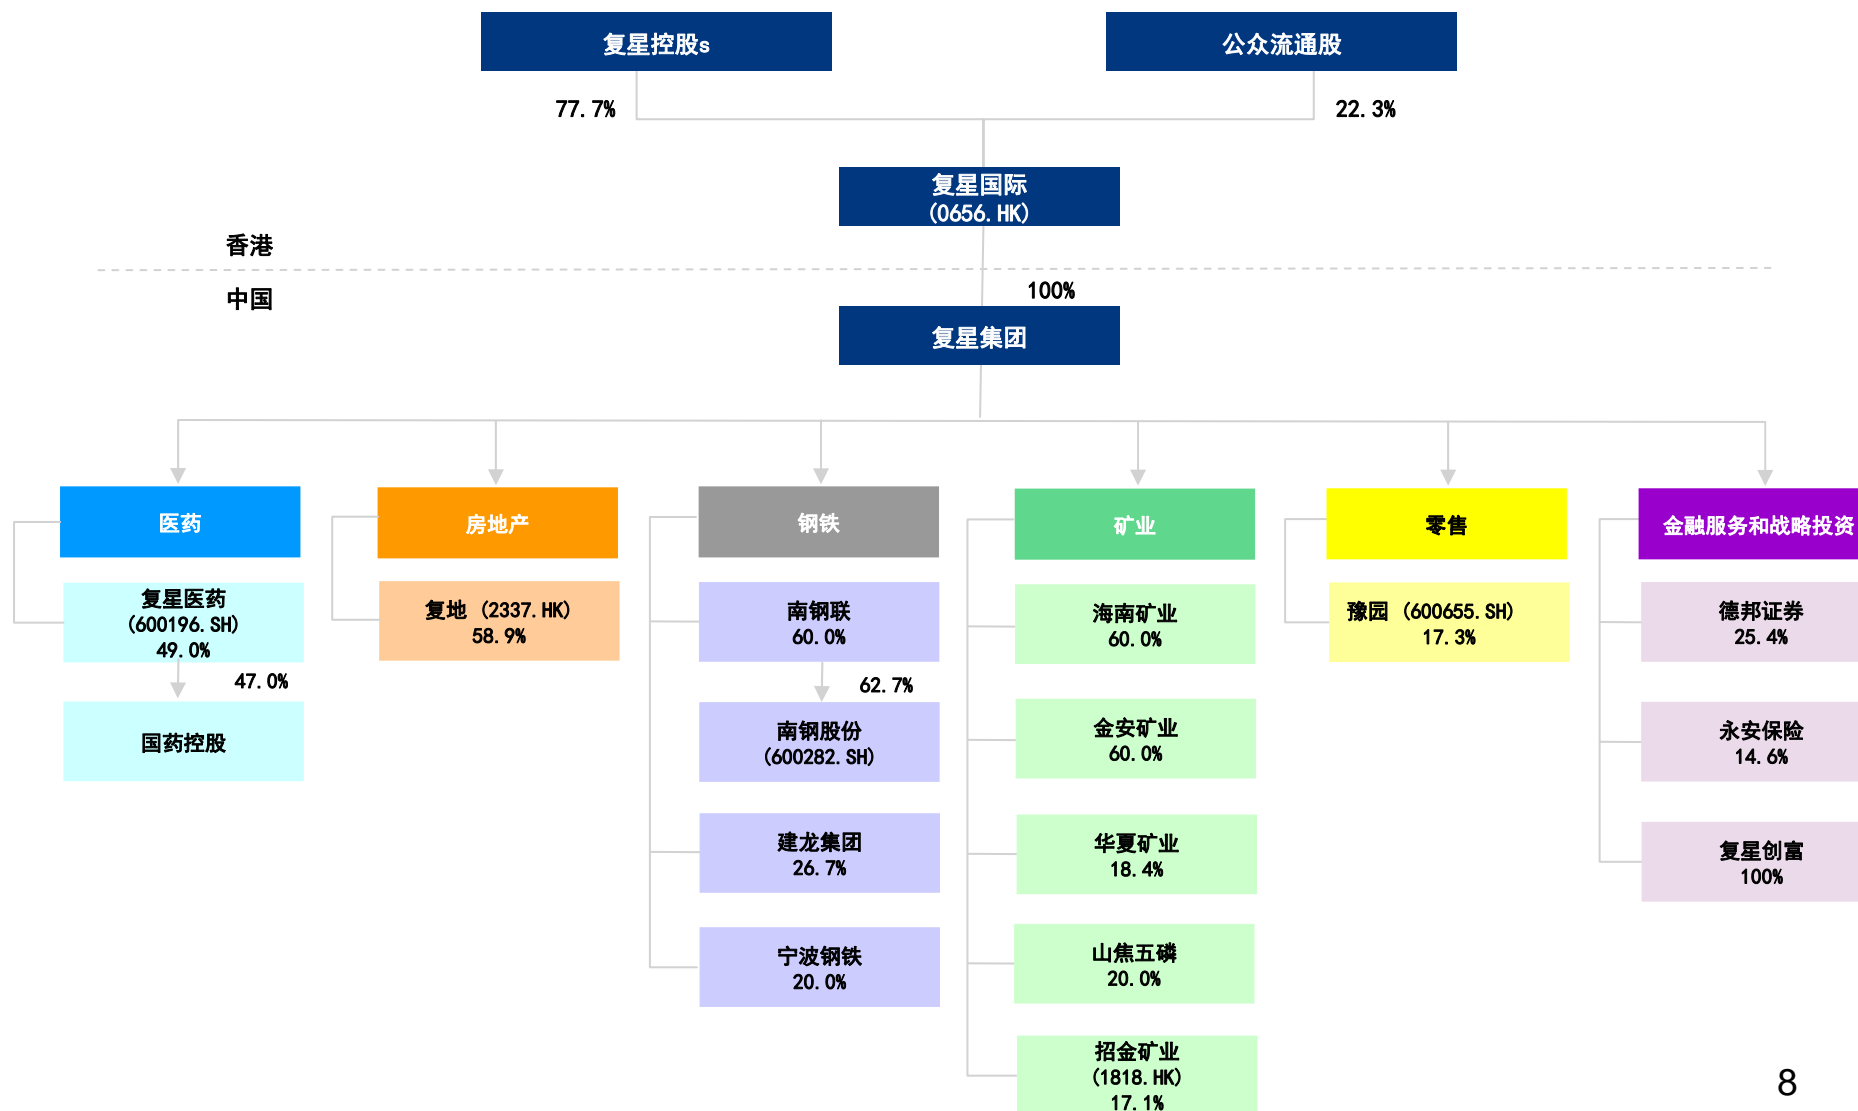 复星控股s
公众流通股
77.7%
22.3%
复星国际
(0656.HK)
香港
中国
100%
复星集团
医药
复星医药
(600196.SH)
49.0%
47.0%
国药控股
房地产
复地 (2337.HK)
58.9%
钢铁
南钢联
60.0%
62.7%
南钢股份
(600282.SH)
建龙集团
26.7%
宁波钢铁
20.0%
矿业
海南矿业
60.0%
金安矿业
60.0%
华夏矿业
18.4%
山焦五磷
20.0%
招金矿业
(1818.HK)
17.1%
零售
豫园 (600655.SH)
17.3%
金融服务和战略投资
德邦证券
25.4%
永安保险
14.6%
复星创富
100%
8